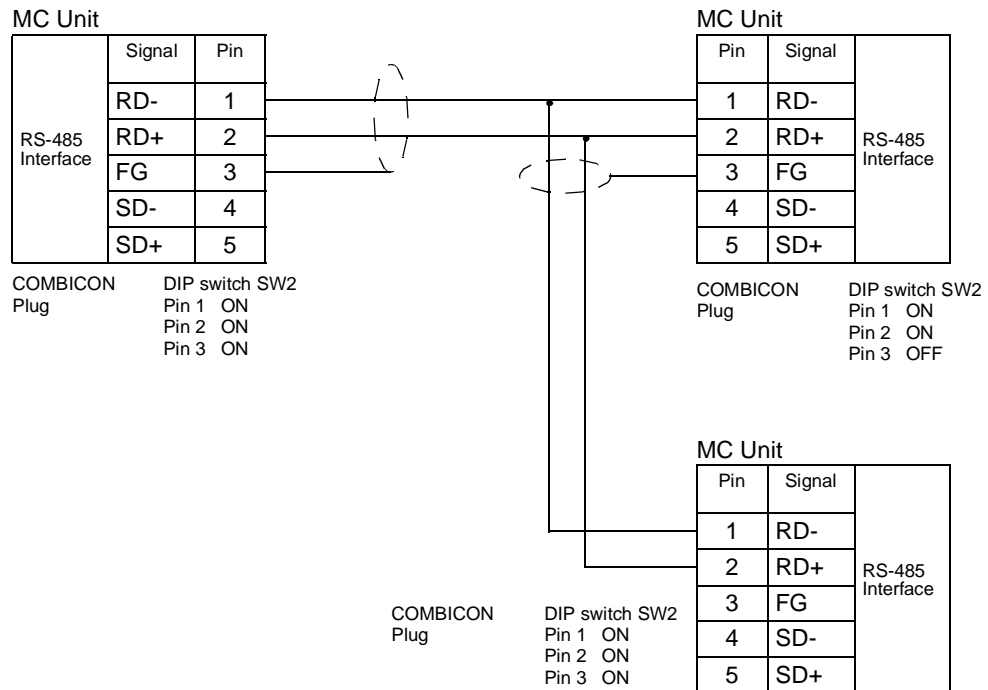 MC Unit
Signal Pin
RD- 1
RD+ 2
FG 3
SD- 4
SD+ 5
RS-485
Interface
COMBICON
Plug
DIP switch SW2
Pin 1 ON
Pin 2 ON
Pin 3 ON
MC Unit
Pin Signal
1 RD-
2 RD+
3 FG
4 SD-
5 SD+
RS-485
Interface
COMBICON
Plug
DIP switch SW2
Pin 1 ON
Pin 2 ON
Pin 3 OFF
MC Unit
Pin Signal
1 RD-
2 RD+
3 FG
4 SD-
5 SD+
RS-485
Interface
COMBICON
Plug
DIP switch SW2
Pin 1 ON
Pin 2 ON
Pin 3 ON